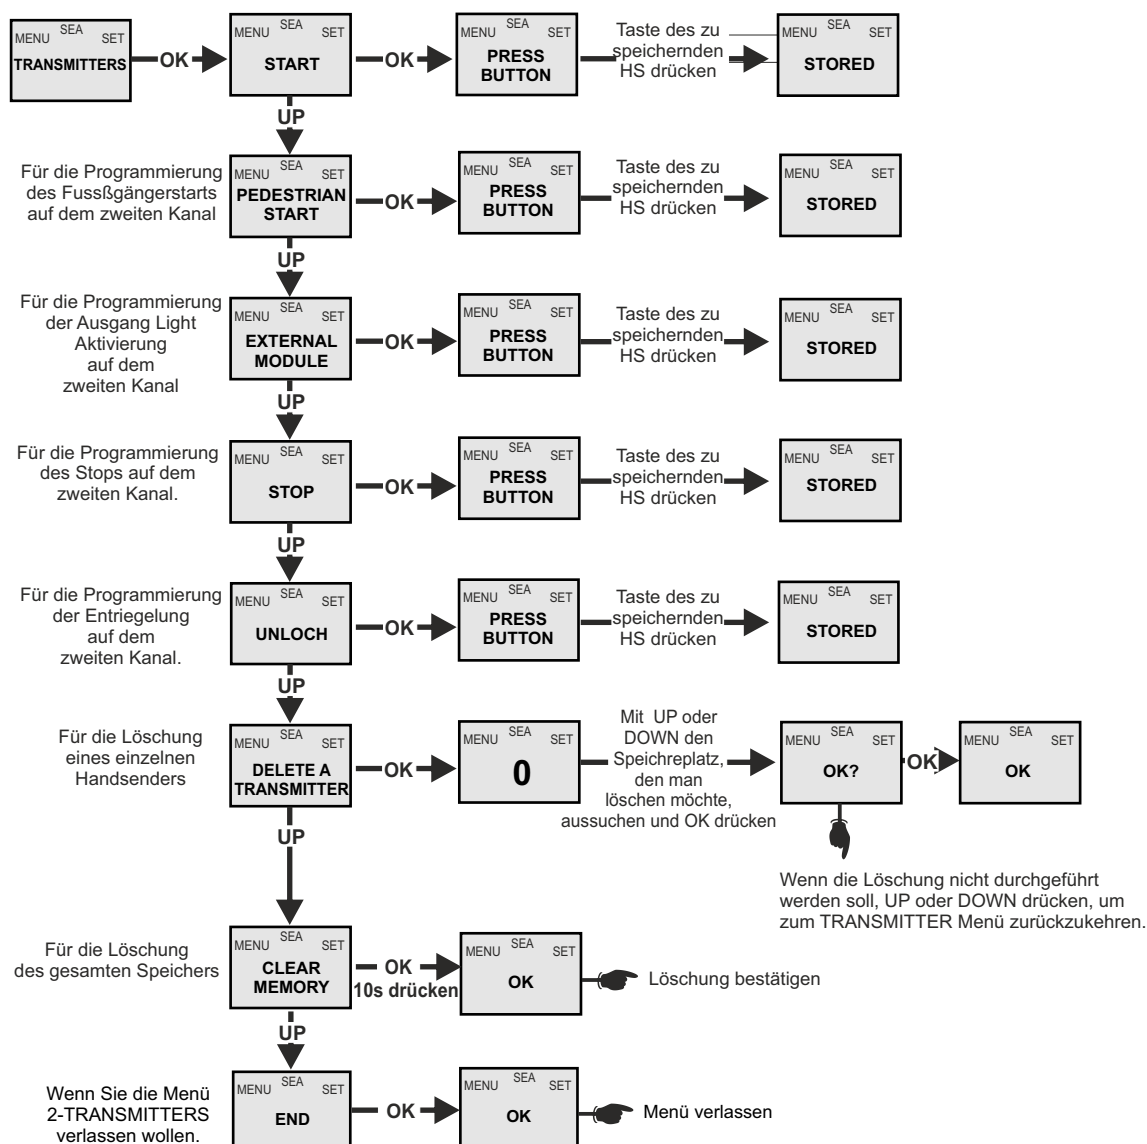 MENU SEA SET
TRANSMITTERS
OK
MENU SEA SET
START
OK
MENU SEA SET
PRESS
BUTTON
Taste des zu
speichernden
HS drücken
MENU SEA SET
STORED
UP
Für die Programmierung
des Fussßgängerstarts
auf dem zweiten Kanal
MENU SEA SET
PEDESTRIAN
START
OK
MENU SEA SET
PRESS
BUTTON
Taste des zu
speichernden
HS drücken
MENU SEA SET
STORED
UP
Für die Programmierung
der Ausgang Light
Aktivierung
auf dem
zweiten Kanal
MENU SEA SET
EXTERNAL
MODULE
OK
MENU SEA SET
PRESS
BUTTON
Taste des zu
speichernden
HS drücken
MENU SEA SET
STORED
UP
Für die Programmierung
des Stops auf dem
zweiten Kanal.
MENU SEA SET
STOP
OK
MENU SEA SET
PRESS
BUTTON
Taste des zu
speichernden
HS drücken
MENU SEA SET
STORED
UP
Für die Programmierung
der Entriegelung
auf dem
zweiten Kanal.
MENU SEA SET
UNLOCH
OK
MENU SEA SET
PRESS
BUTTON
Taste des zu
speichernden
HS drücken
MENU SEA SET
STORED
UP
Für die Löschung
eines einzelnen
Handsenders
MENU SEA SET
DELETE A
TRANSMITTER
OK
MENU SEA SET
0
Mit UP oder
DOWN den
Speichreplatz,
den man
löschen möchte,
aussuchen und OK drücken
MENU SEA SET
OK?
OK
MENU SEA SET
OK
Wenn die Löschung nicht durchgeführt
werden soll, UP oder DOWN drücken, um
zum TRANSMITTER Menü zurückzukehren.
UP
Für die Löschung
des gesamten Speichers
MENU SEA SET
CLEAR
MEMORY
OK
10s drücken
MENU SEA SET
OK
Löschung bestätigen
UP
Wenn Sie die Menü
2-TRANSMITTERS
verlassen wollen.
MENU SEA SET
END
OK
MENU SEA SET
OK
Menü verlassen